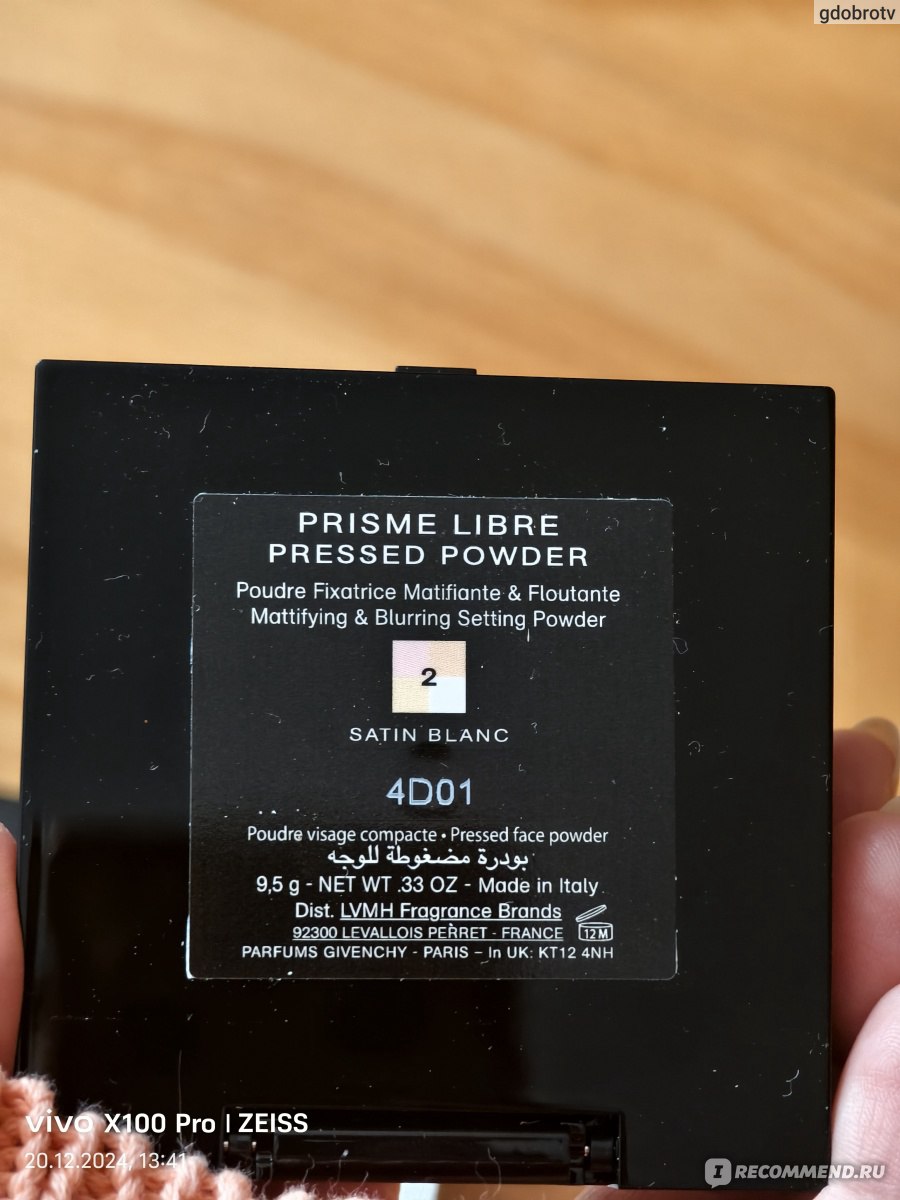 gdobrotv
PRISME LIBRE
PRESSED POWDER
Poudre Fixatrice Matifiante & Floutante
Mattifying & Blurring Setting Powder
2
SATIN BLANC
4D01
Poudre visage compacte • Pressed face powder
بودرة مضغوطة للوجه
9,5 g - NET WT .33 OZ - Made in Italy
Dist. LVMH Fragrance Brands
92300 LEVALLOIS PERRET - FRANCE
12M
PARFUMS GIVENCHY - PARIS – In UK: KT12 4NH
vivo X100 Pro | ZEISS
20.12.2024, 13:41
IRECOMMEND.RU